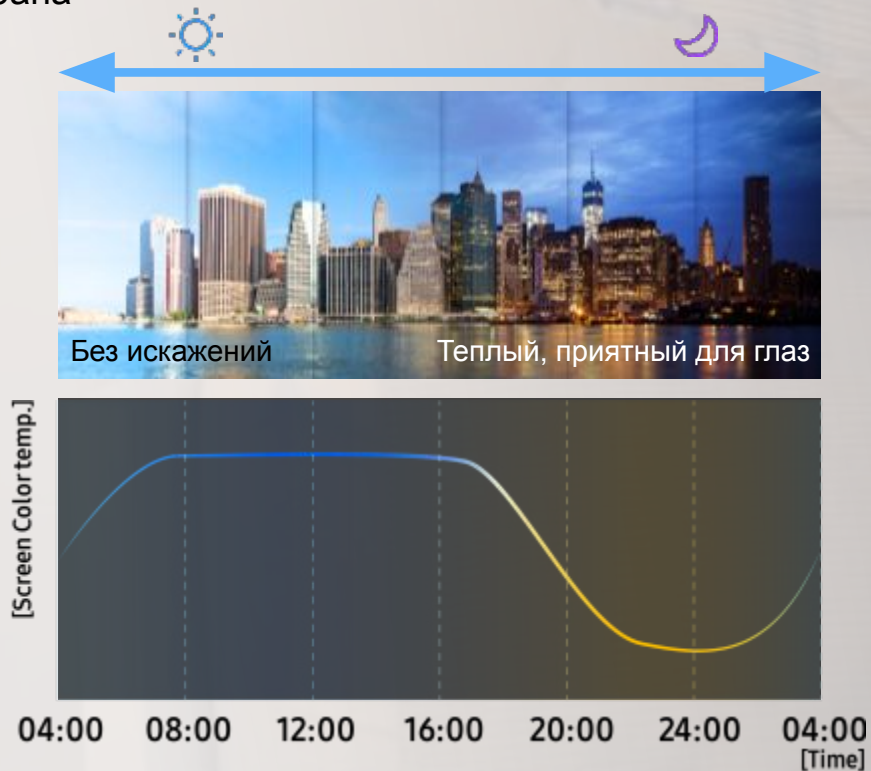 Без искажений
Теплый, приятный для глаз
[Screen Color temp.]
04:00 08:00 12:00 16:00 20:00 24:00 04:00
[Time]